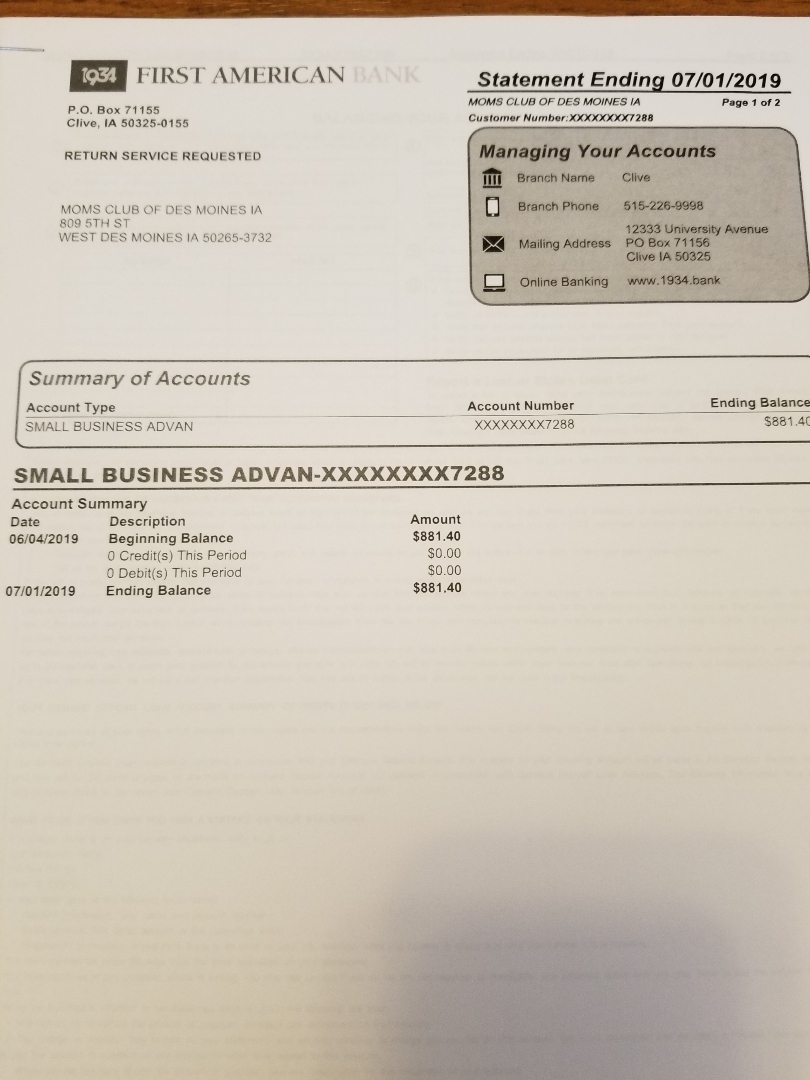 1934 FIRST AMERICAN BANK
P.O. Box 71155
Clive, IA 50325-0155
RETURN SERVICE REQUESTED
MOMS CLUB OF DES MOINES IA
809 5TH ST
WEST DES MOINES IA 50265-3732
Statement Ending 07/01/2019
MOMS CLUB OF DES MOINES IA Page 1 of 2
Customer Number:XXXXXXXX7288
Managing Your Accounts
Branch Name Clive
Branch Phone 515-226-9998
Mailing Address 12333 University Avenue
PO Box 71156
Clive IA 50325
Online Banking www.1934.bank
Summary of Accounts
Account Type Account Number Ending Balance
SMALL BUSINESS ADVAN XXXXXXXX7288 $881.40
SMALL BUSINESS ADVAN-XXXXXXXX7288
Account Summary
Date Description Amount
06/04/2019 Beginning Balance $881.40
0 Credit(s) This Period $0.00
0 Debit(s) This Period $0.00
07/01/2019 Ending Balance $881.40